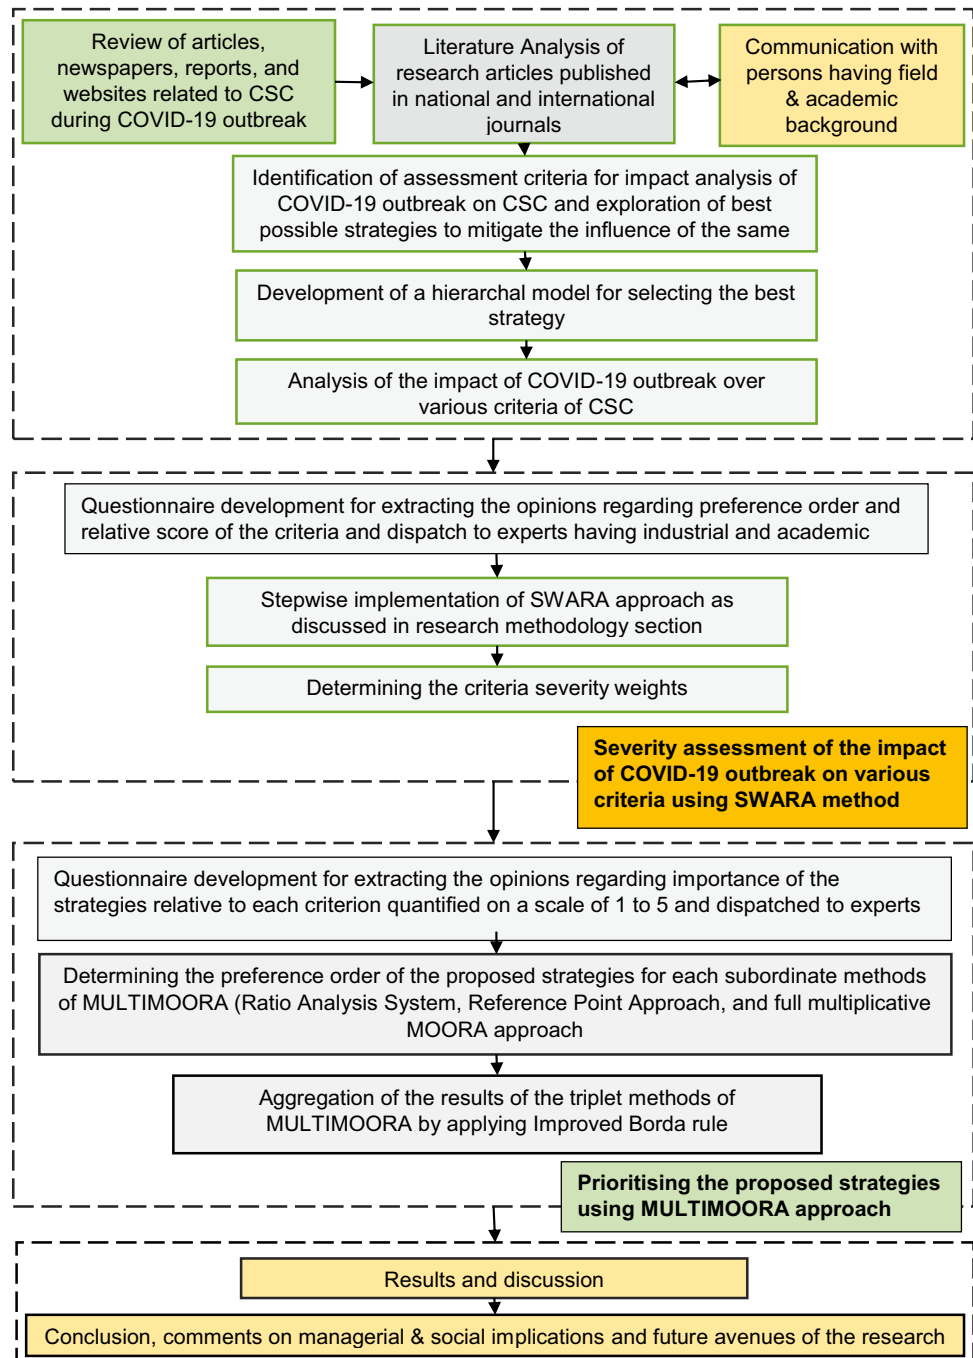 Review of articles,
newspapers, reports, and
websites related to CSC
during COVID-19 outbreak
Literature Analysis of
research articles published
in national and international
journals
Communication with
persons having field
& academic
background
Identification of assessment criteria for impact analysis of
COVID-19 outbreak on CSC and exploration of best
possible strategies to mitigate the influence of the same
Development of a hierarchal model for selecting the best
strategy
Analysis of the impact of COVID-19 outbreak over
various criteria of CSC
Questionnaire development for extracting the opinions regarding preference order and
relative score of the criteria and dispatch to experts having industrial and academic
Stepwise implementation of SWARA approach as
discussed in research methodology section
Determining the criteria severity weights
Severity assessment of the impact
of COVID-19 outbreak on various
criteria using SWARA method
Questionnaire development for extracting the opinions regarding importance of the
strategies relative to each criterion quantified on a scale of 1 to 5 and dispatched to experts
Determining the preference order of the proposed strategies for each subordinate methods
of MULTIMOORA (Ratio Analysis System, Reference Point Approach, and full multiplicative
MOORA approach
Aggregation of the results of the triplet methods of
MULTIMOORA by applying Improved Borda rule
Prioritising the proposed strategies
using MULTIMOORA approach
Results and discussion
Conclusion, comments on managerial & social implications and future avenues of the research